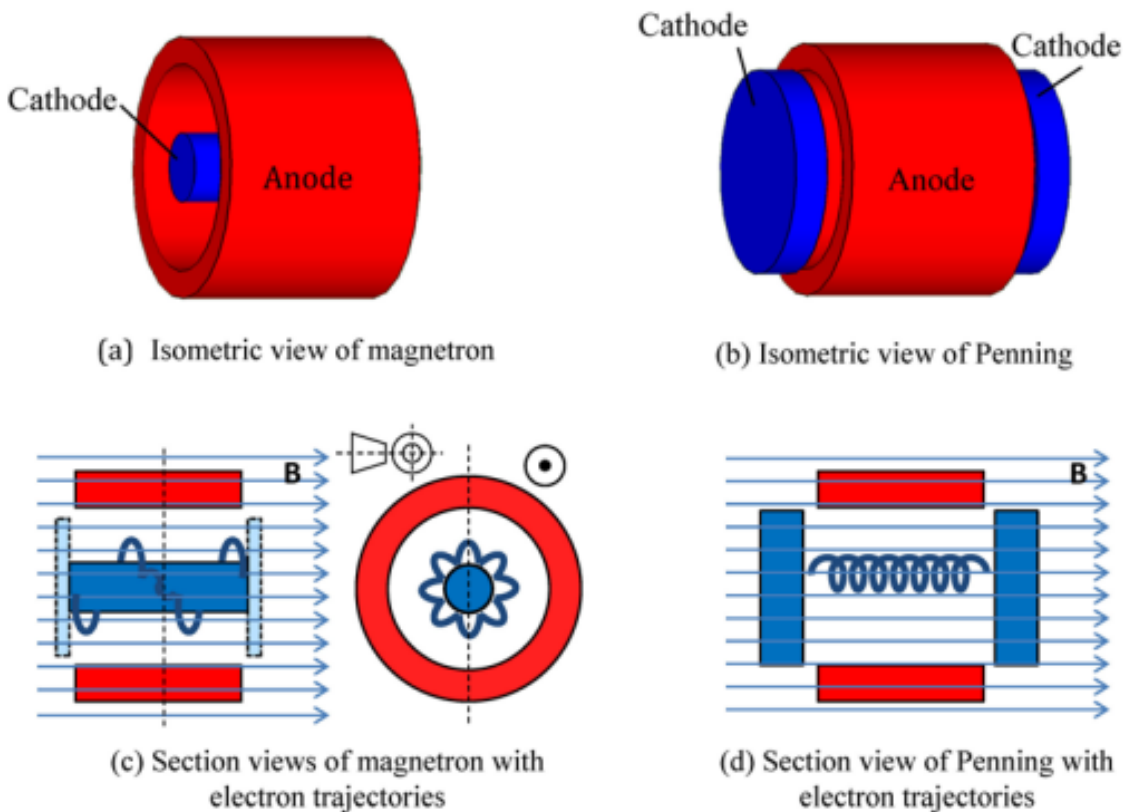 Cathode
Anode
(a) Isometric view of magnetron
Cathode
Cathode
Anode
(b) Isometric view of Penning
B
(c) Section views of magnetron with
electron trajectories
B
(d) Section view of Penning with
electron trajectories